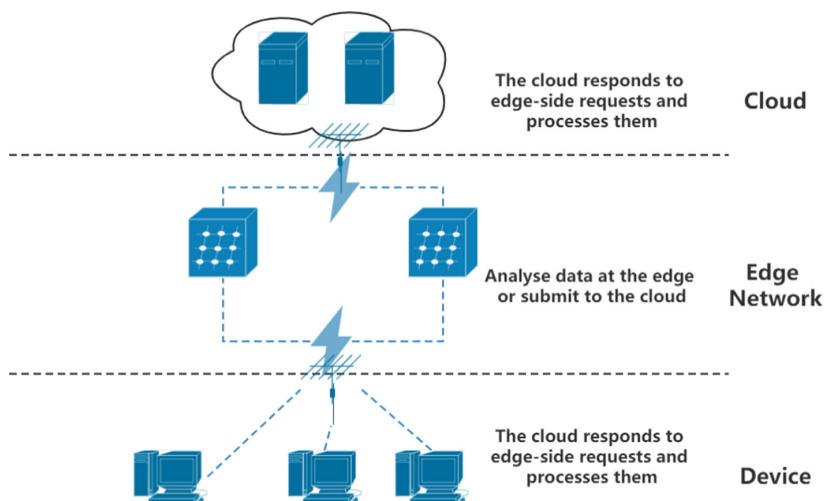 The cloud responds to
edge-side requests and
processes them
Cloud
Analyse data at the edge
or submit to the cloud
Edge
Network
The cloud responds to
edge-side requests and
processes them
Device